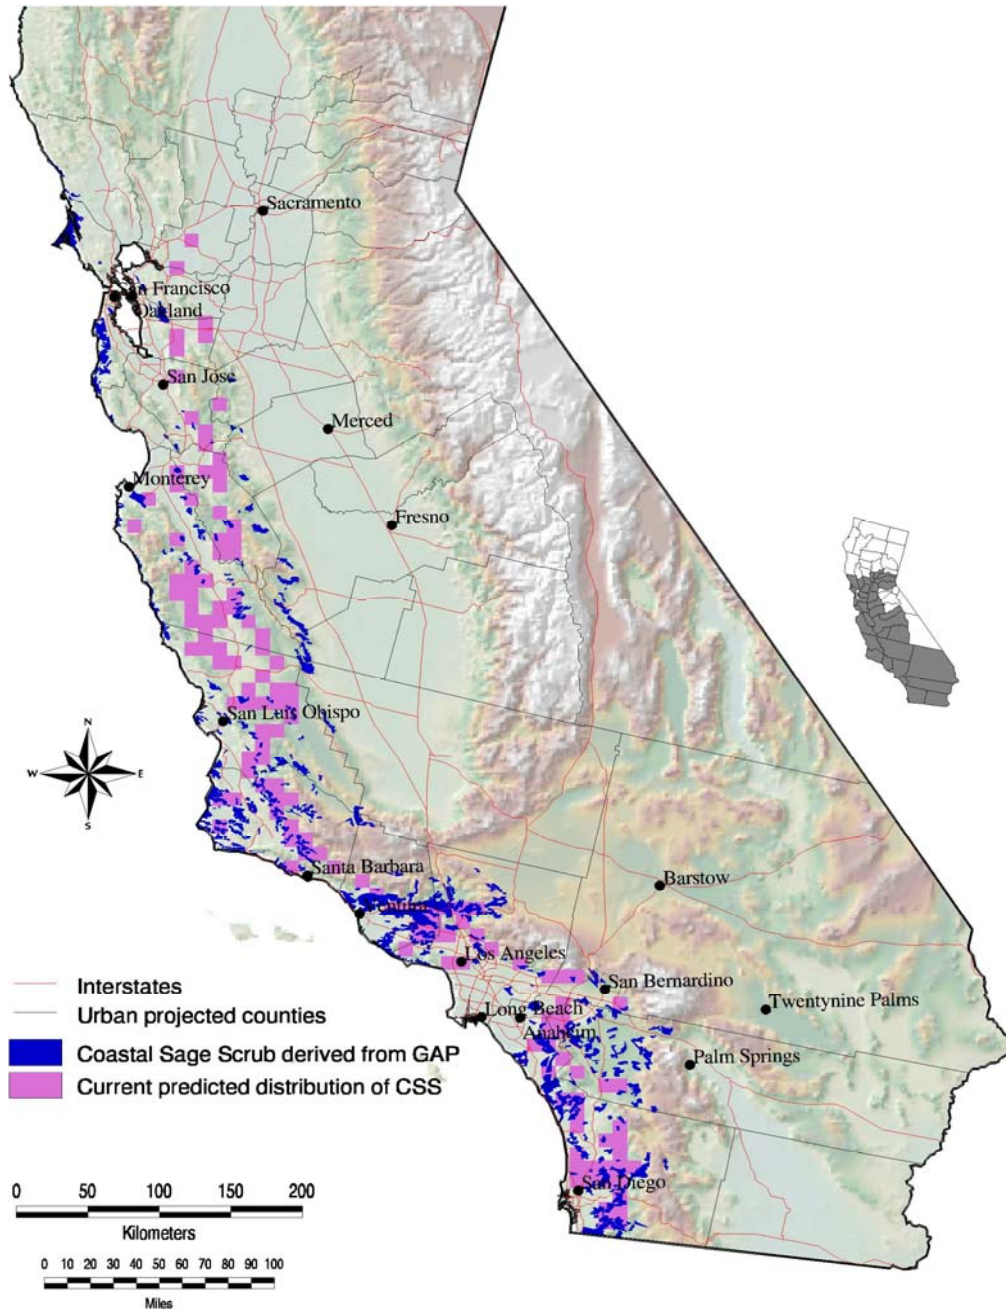 Sacramento
San Francisco
Oakland
San Jose
Merced
Monterey
Fresno
San Luis Obispo
N
W E
S
Santa Barbara
Barstow
Ventura
Los Angeles
San Bernardino
Interstates
Twentynine Palms
Long Beach
Urban projected counties
Anaheim
Coastal Sage Scrub derived from GAP
Palm Springs
Current predicted distribution of CSS
San Diego
0 50 100 150 200
Kilometers
0 10 20 30 40 50 60 70 80 90 100
Miles